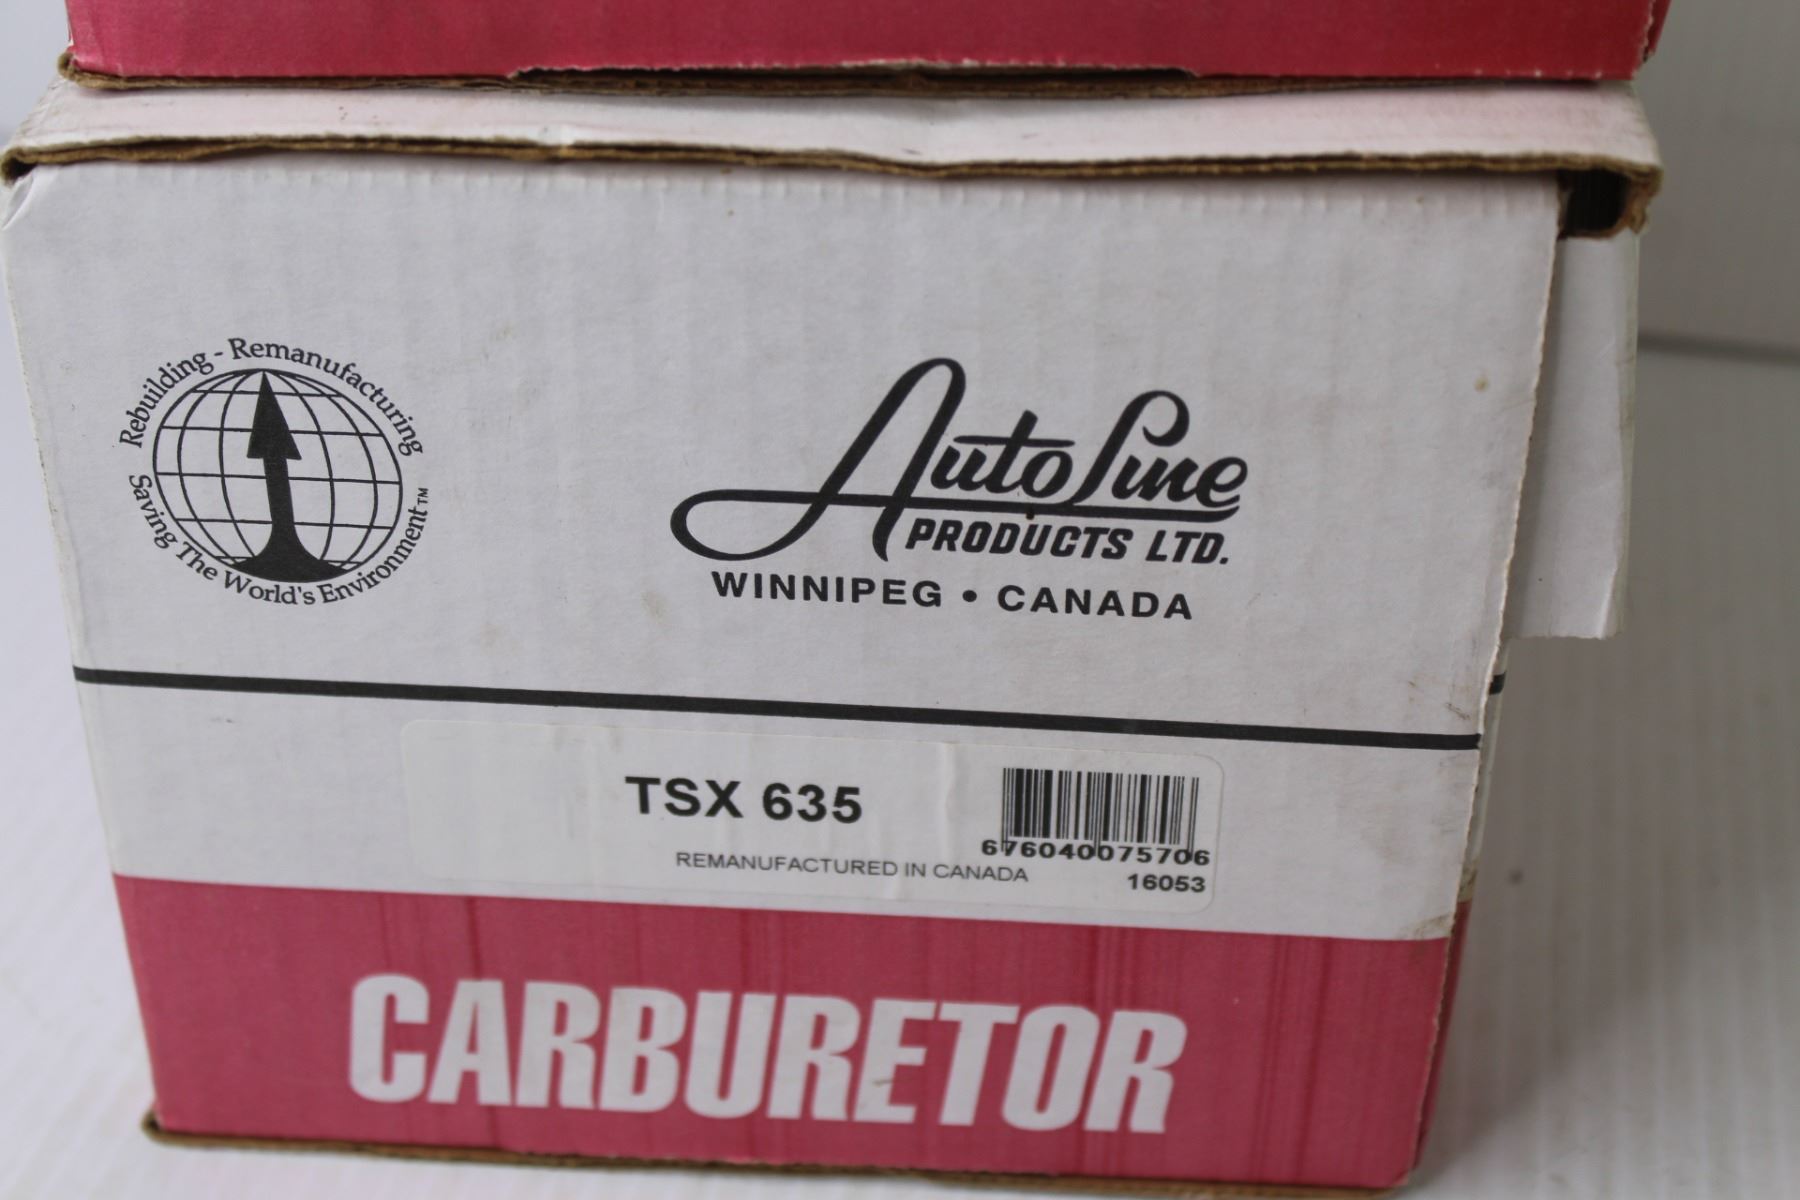 Rebuilding - Remanufacturing
Saving The World's Environment™
AutoLine
PRODUCTS LTD.
WINNIPEG • CANADA
TSX 635
676040075706
REMANUFACTURED IN CANADA
16053
CARBURETOR